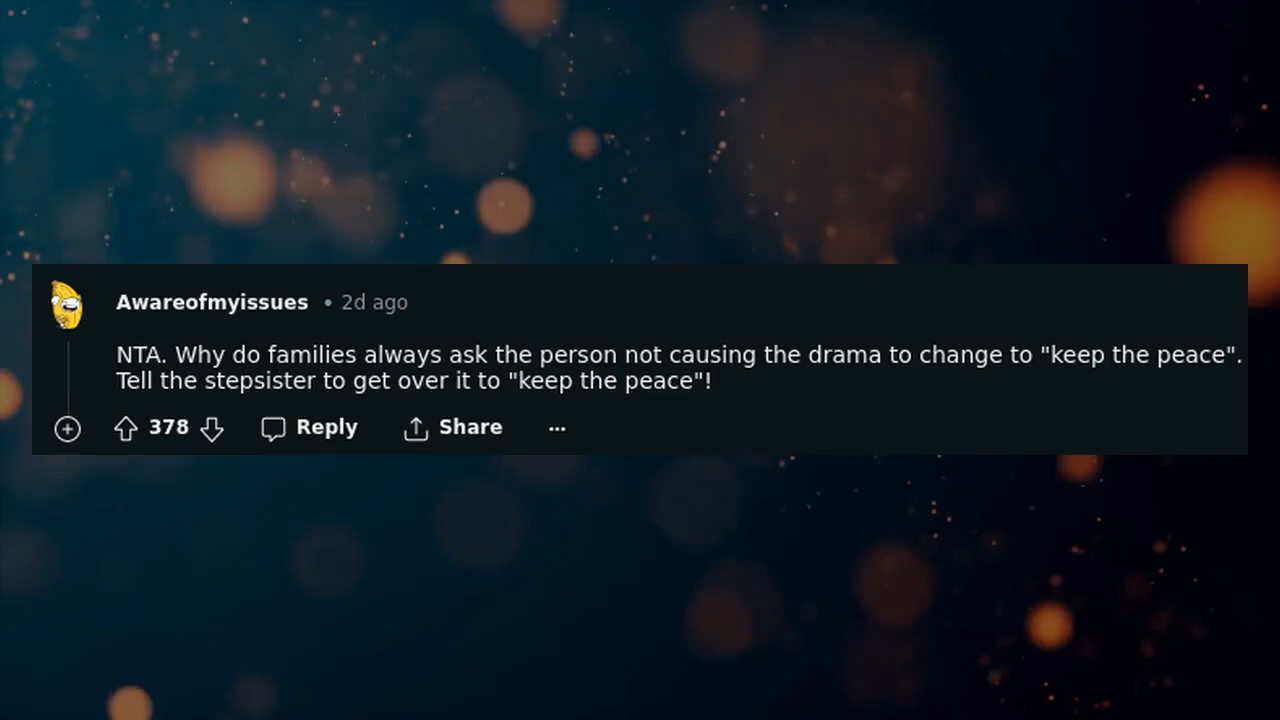 Awareofmyissues • 2d ago
NTA. Why do families always ask the person not causing the drama to change to "keep the peace".
Tell the stepsister to get over it to "keep the peace"!
378 Reply Share ···